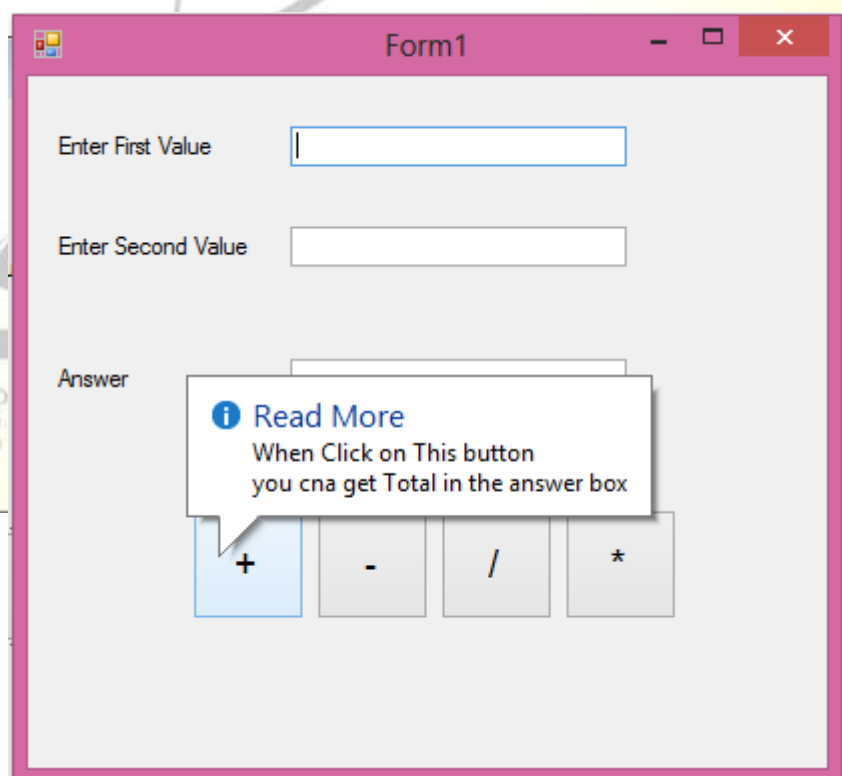 Form1
Enter First Value
Enter Second Value
Answer
Read More
When Click on This button
you cna get Total in the answer box
+ - / *